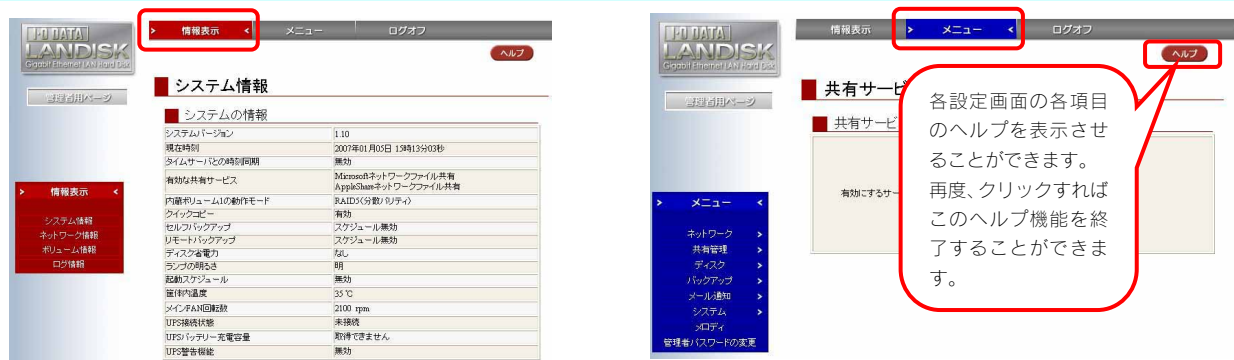 I-O DATA
LANDISK
Gigabit Ethernet LAN Hard Disk
管理者用ページ
情報表示
メニュー
ログオフ
ヘルプ
システム情報
システムの情報
システムバージョン 1.10
現在時刻 2007年01月05日 15時13分03秒
タイムサーバとの時刻同期 無効
有効な共有サービス Microsoftネットワークファイル共有
AppleShareネットワークファイル共有
内蔵ボリューム1の動作モード RAID5(分散パリティ)
クイックコピー 有効
セルフバックアップ スケジュール無効
リモートバックアップ スケジュール無効
ディスク省電力 なし
ランプの明るさ 明
起動スケジュール 無効
筐体内温度 35 ℃
メインFAN回転数 2100 rpm
UPS接続状態 未接続
UPSバッテリー充電容量 取得できません
UPS警告機能 無効
情報表示
システム情報
ネットワーク情報
ボリューム情報
ログ情報
I-O DATA
LANDISK
Gigabit Ethernet LAN Hard Disk
管理者用ページ
情報表示
メニュー
ログオフ
ヘルプ
共有サービ
共有サービ
有効にするサー
各設定画面の各項目
のヘルプを表示させ
ることができます。
再度、クリックすれば
このヘルプ機能を終
了することができま
す。
メニュー
ネットワーク
共有管理
ディスク
バックアップ
メール通知
システム
メロディ
管理者パスワードの変更